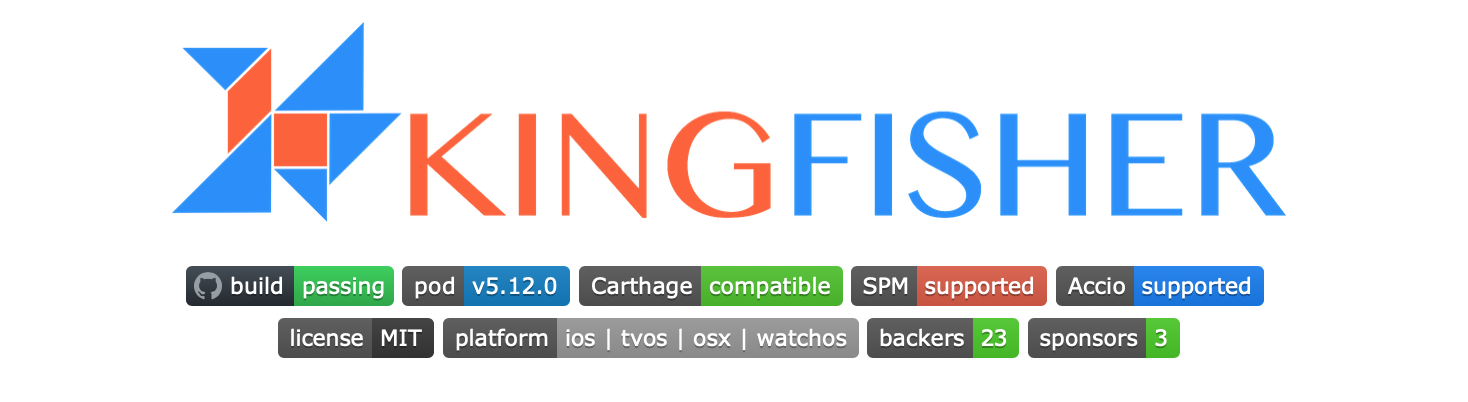 KINGFISHER
build passing pod v5.12.0 Carthage compatible SPM supported Accio supported
license MIT platform ios | tvos | osx | watchos backers 23 sponsors 3